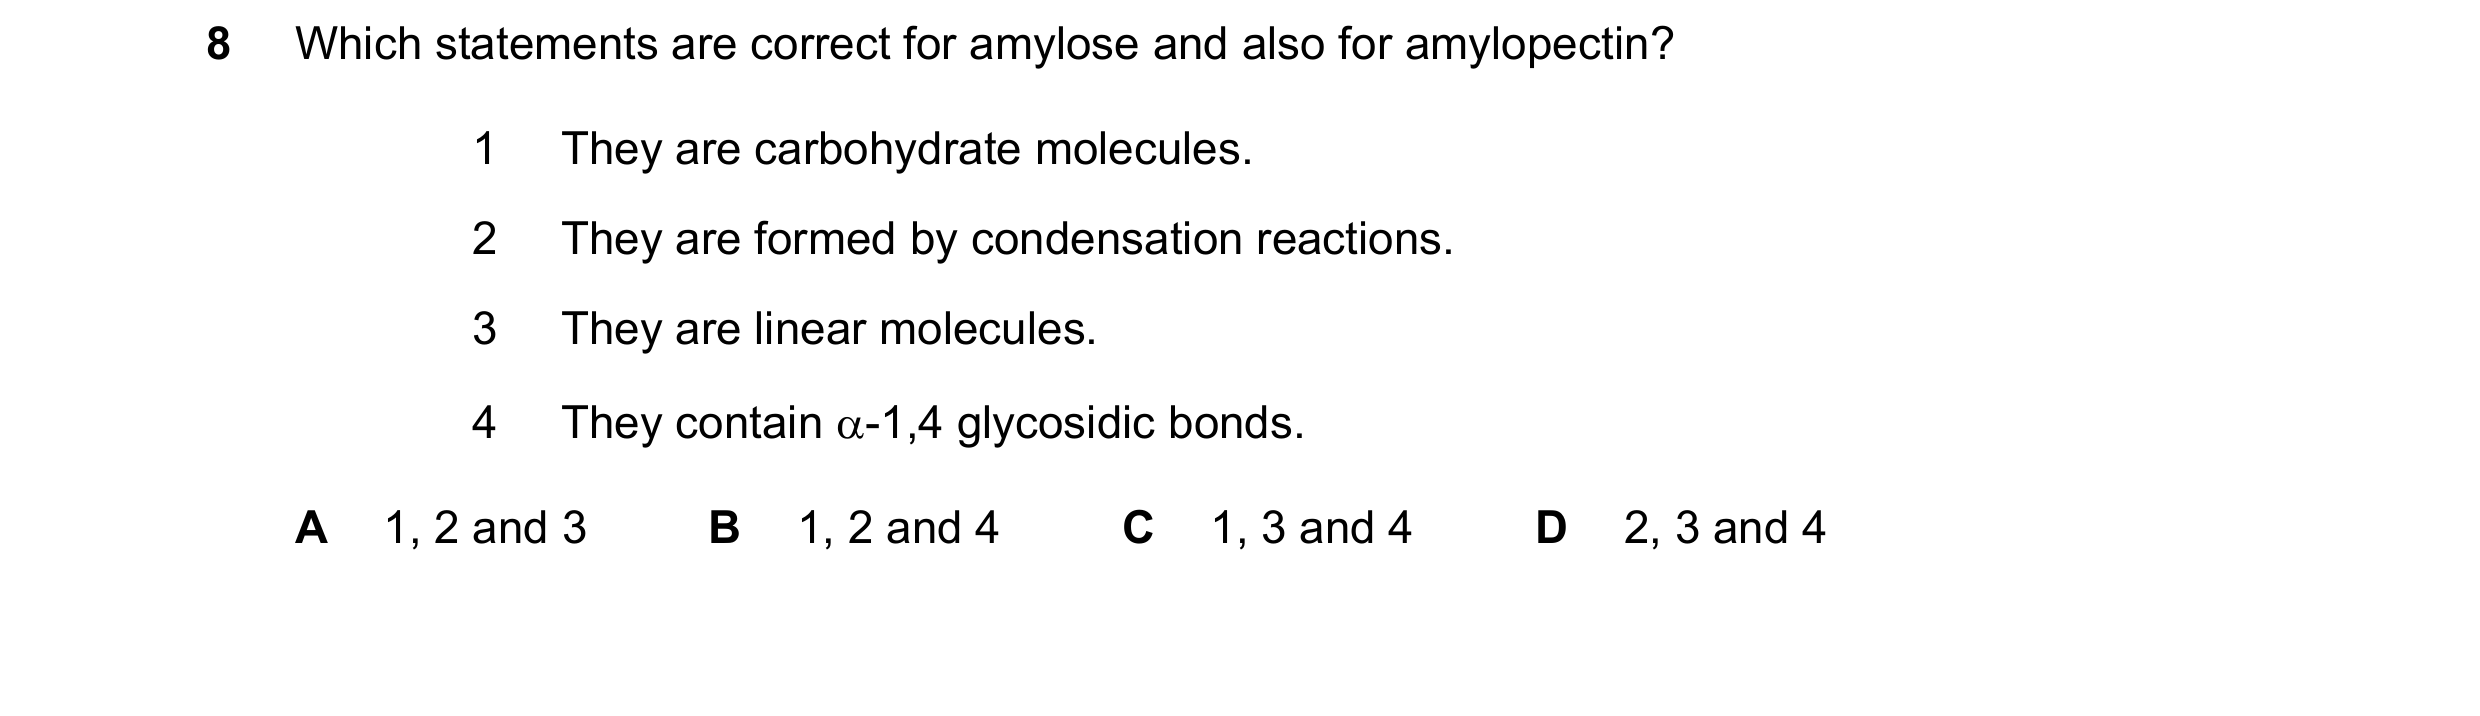 8 Which statements are correct for amylose and also for amylopectin?
1 They are carbohydrate molecules.
2 They are formed by condensation reactions.
3 They are linear molecules.
4 They contain α-1,4 glycosidic bonds.
A 1, 2 and 3 B 1, 2 and 4 C 1, 3 and 4 D 2, 3 and 4